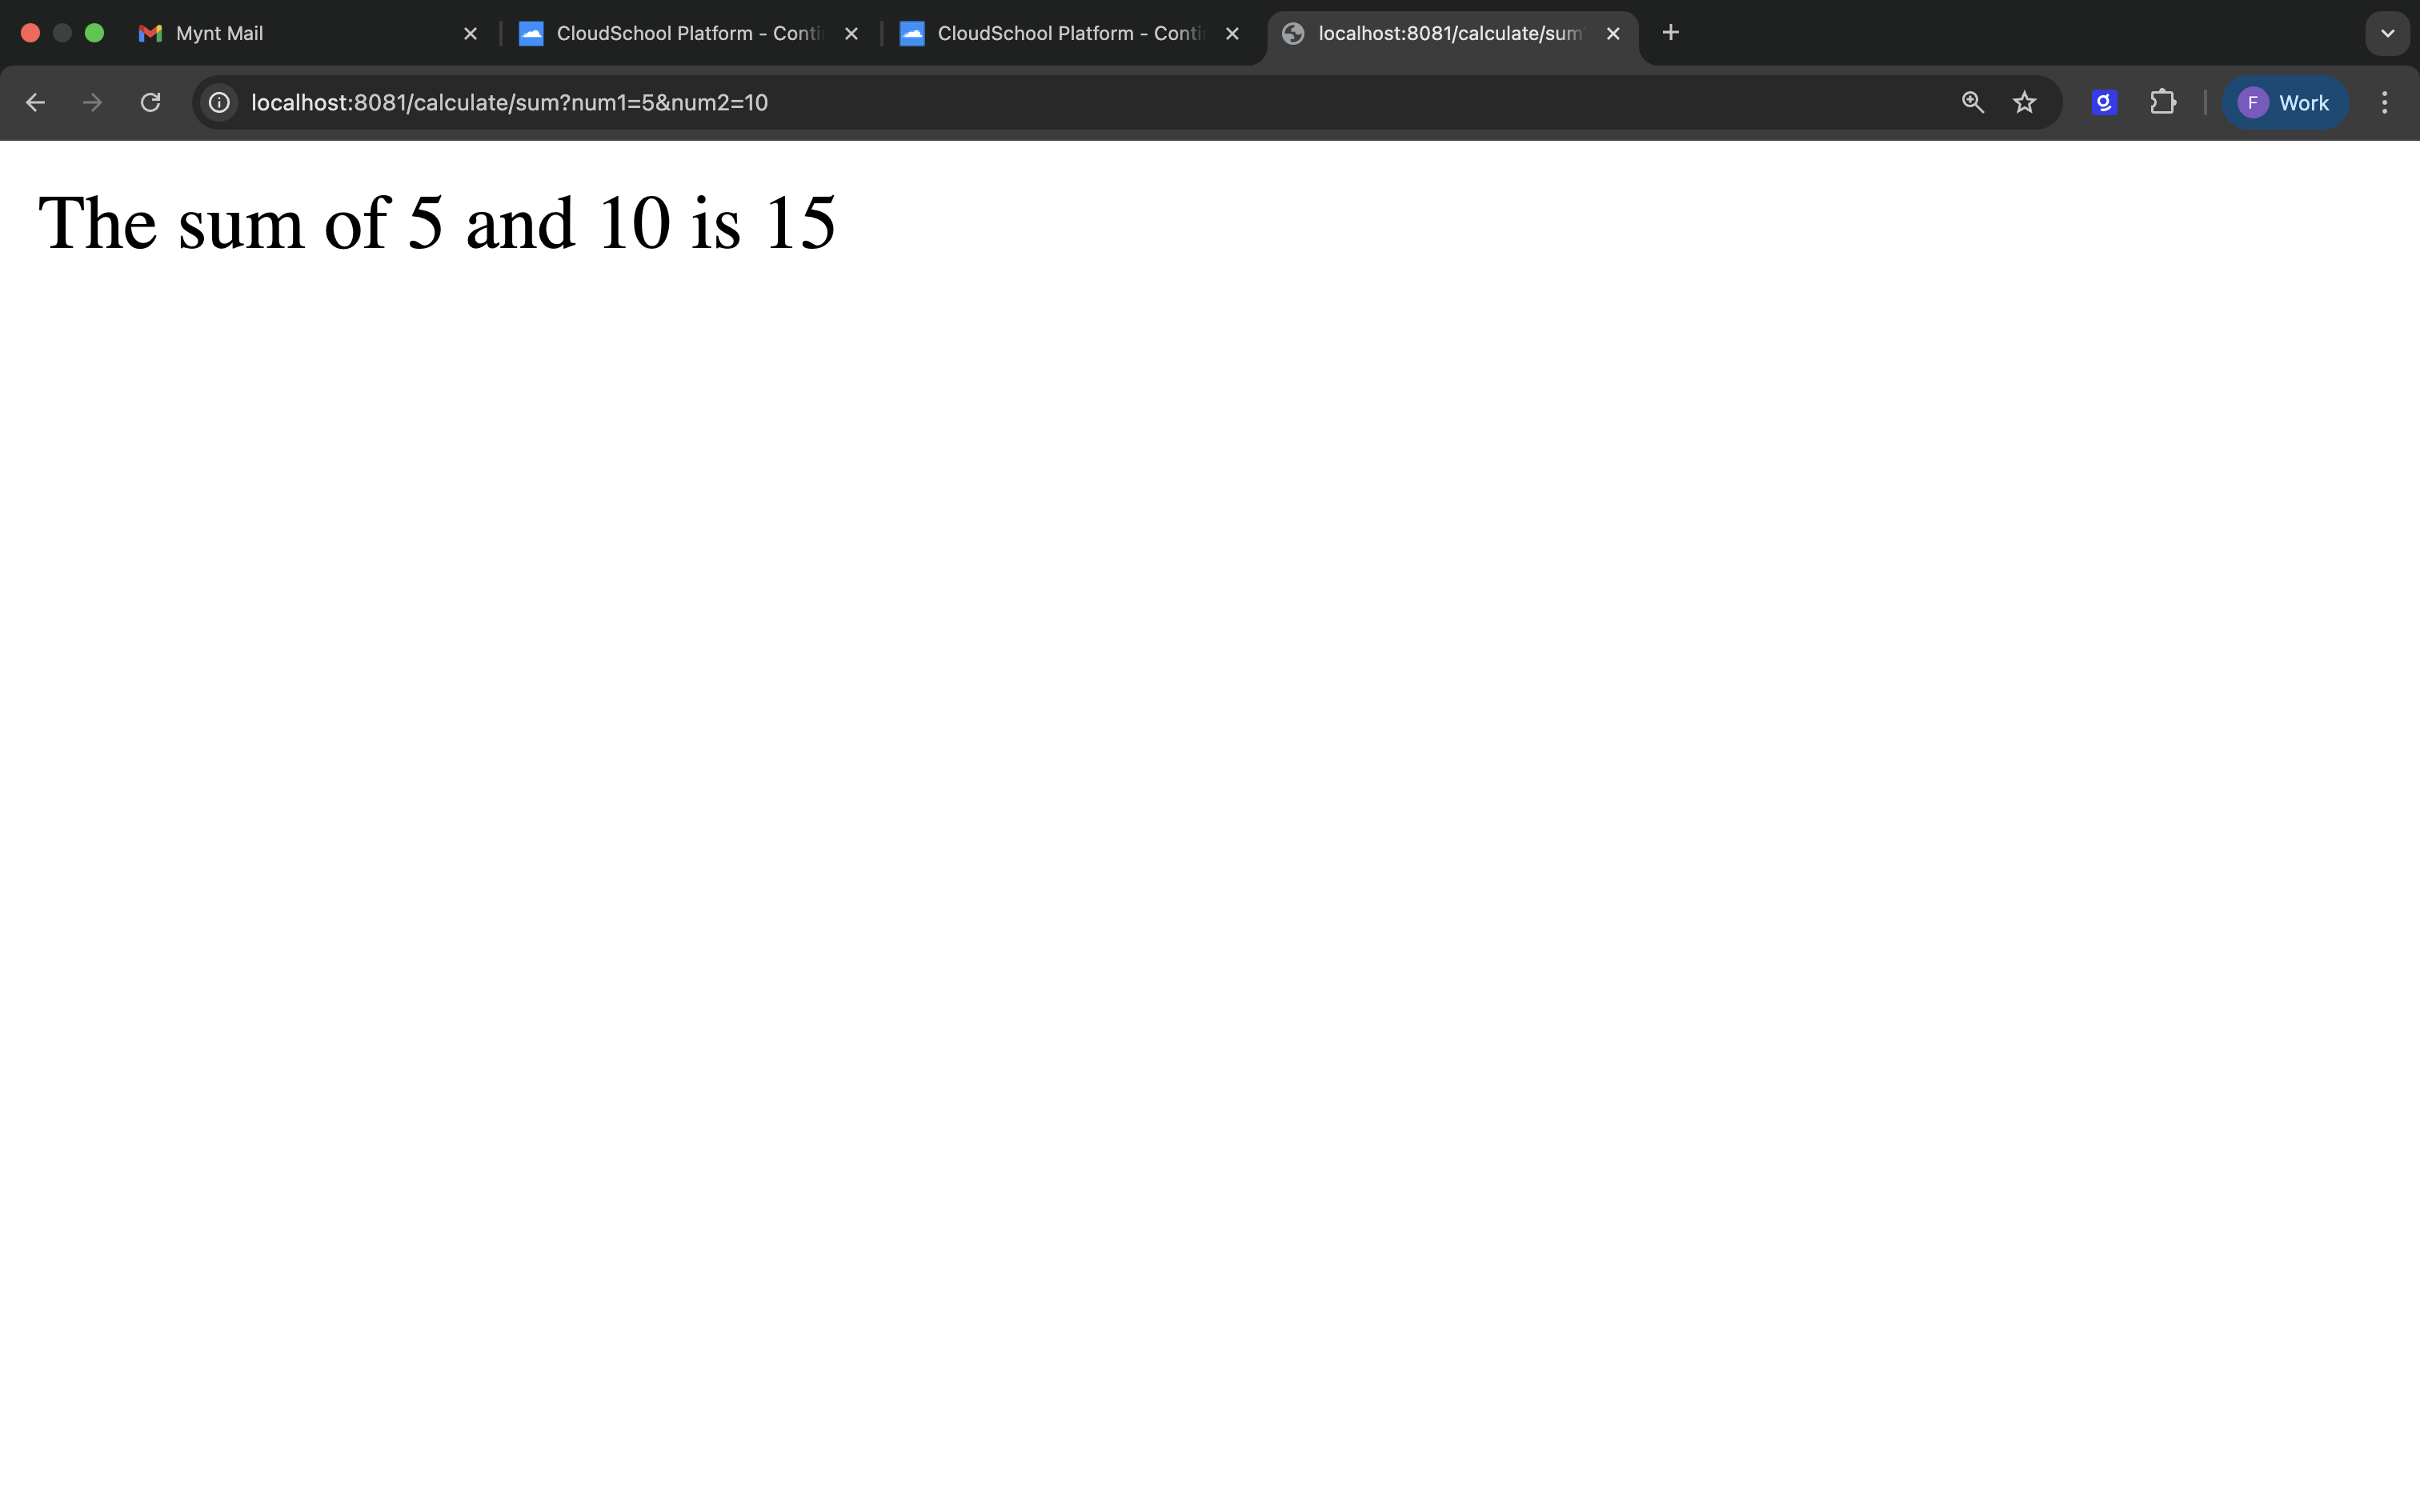 Mynt Mail
CloudSchool Platform - Conti
CloudSchool Platform - Conti
localhost:8081/calculate/sum
localhost:8081/calculate/sum?num1=5&num2=10
F
Work
The sum of 5 and 10 is 15